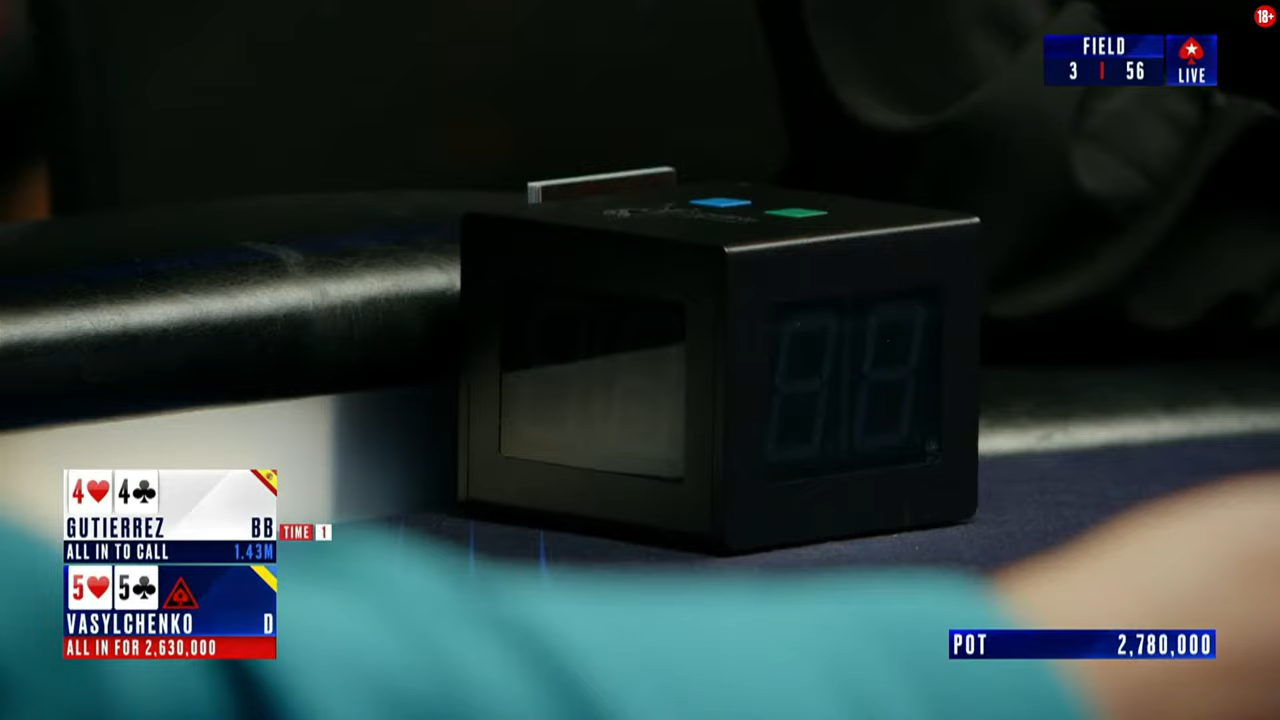 18+
FIELD
3 | 56
LIVE
4♥ 4♣
GUTIERREZ BB
TIME 1
ALL IN TO CALL 1.43M
5♥ 5♣
VASYLCHENKO D
ALL IN FOR 2,630,000
POT 2,780,000